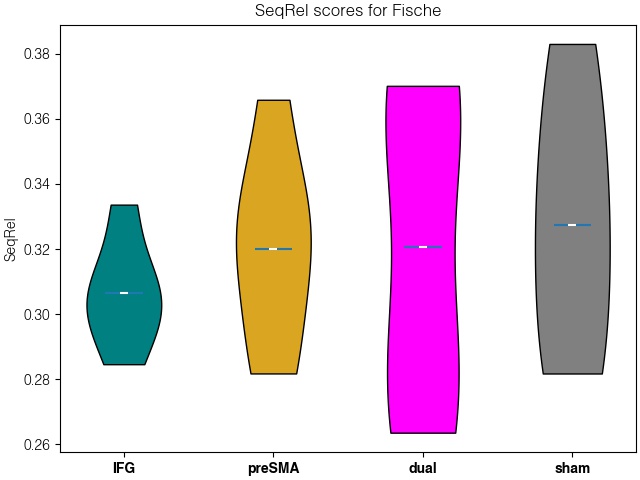 SeqRel scores for Fische
SeqRel
0.38
0.36
0.34
0.32
0.30
0.28
0.26
IFG preSMA dual sham